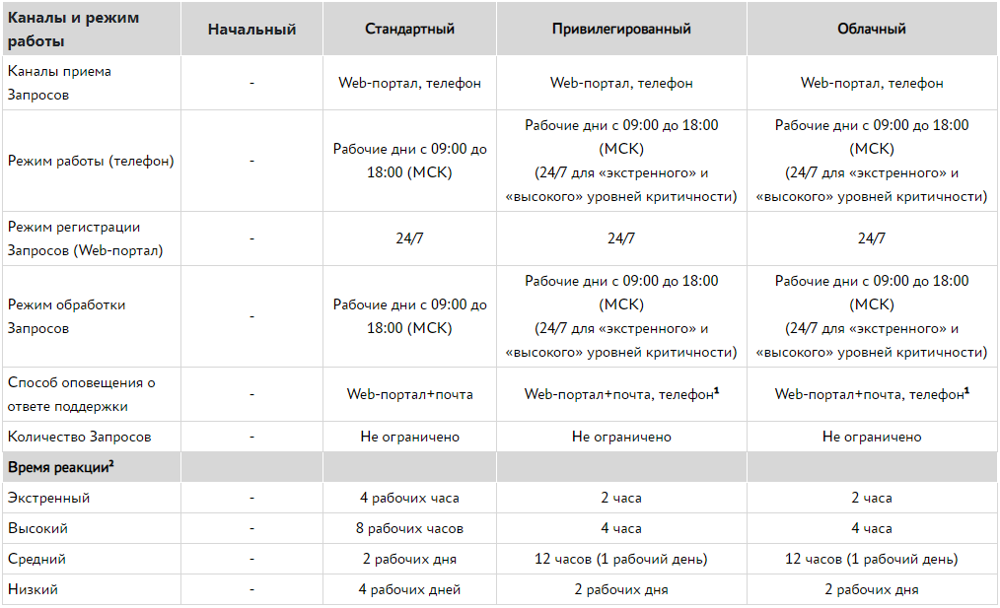 Каналы и режим работы | Начальный | Стандартный | Привилегированный | Облачный
Каналы приема Запросов | - | Web-портал, телефон | Web-портал, телефон | Web-портал, телефон
Режим работы (телефон) | - | Рабочие дни с 09:00 до 18:00 (МСК) | Рабочие дни с 09:00 до 18:00 (МСК) (24/7 для «экстренного» и «высокого» уровней критичности) | Рабочие дни с 09:00 до 18:00 (МСК) (24/7 для «экстренного» и «высокого» уровней критичности)
Режим регистрации Запросов (Web-портал) | - | 24/7 | 24/7 | 24/7
Режим обработки Запросов | - | Рабочие дни с 09:00 до 18:00 (МСК) | Рабочие дни с 09:00 до 18:00 (МСК) (24/7 для «экстренного» и «высокого» уровней критичности) | Рабочие дни с 09:00 до 18:00 (МСК) (24/7 для «экстренного» и «высокого» уровней критичности)
Способ оповещения о ответе поддержки | - | Web-портал+почта | Web-портал+почта, телефон¹ | Web-портал+почта, телефон¹
Количество Запросов | - | Не ограничено | Не ограничено | Не ограничено
Время реакции²
Экстренный | - | 4 рабочих часа | 2 часа | 2 часа
Высокий | - | 8 рабочих часов | 4 часа | 4 часа
Средний | - | 2 рабочих дня | 12 часов (1 рабочий день) | 12 часов (1 рабочий день)
Низкий | - | 4 рабочих дней | 2 рабочих дня | 2 рабочих дня